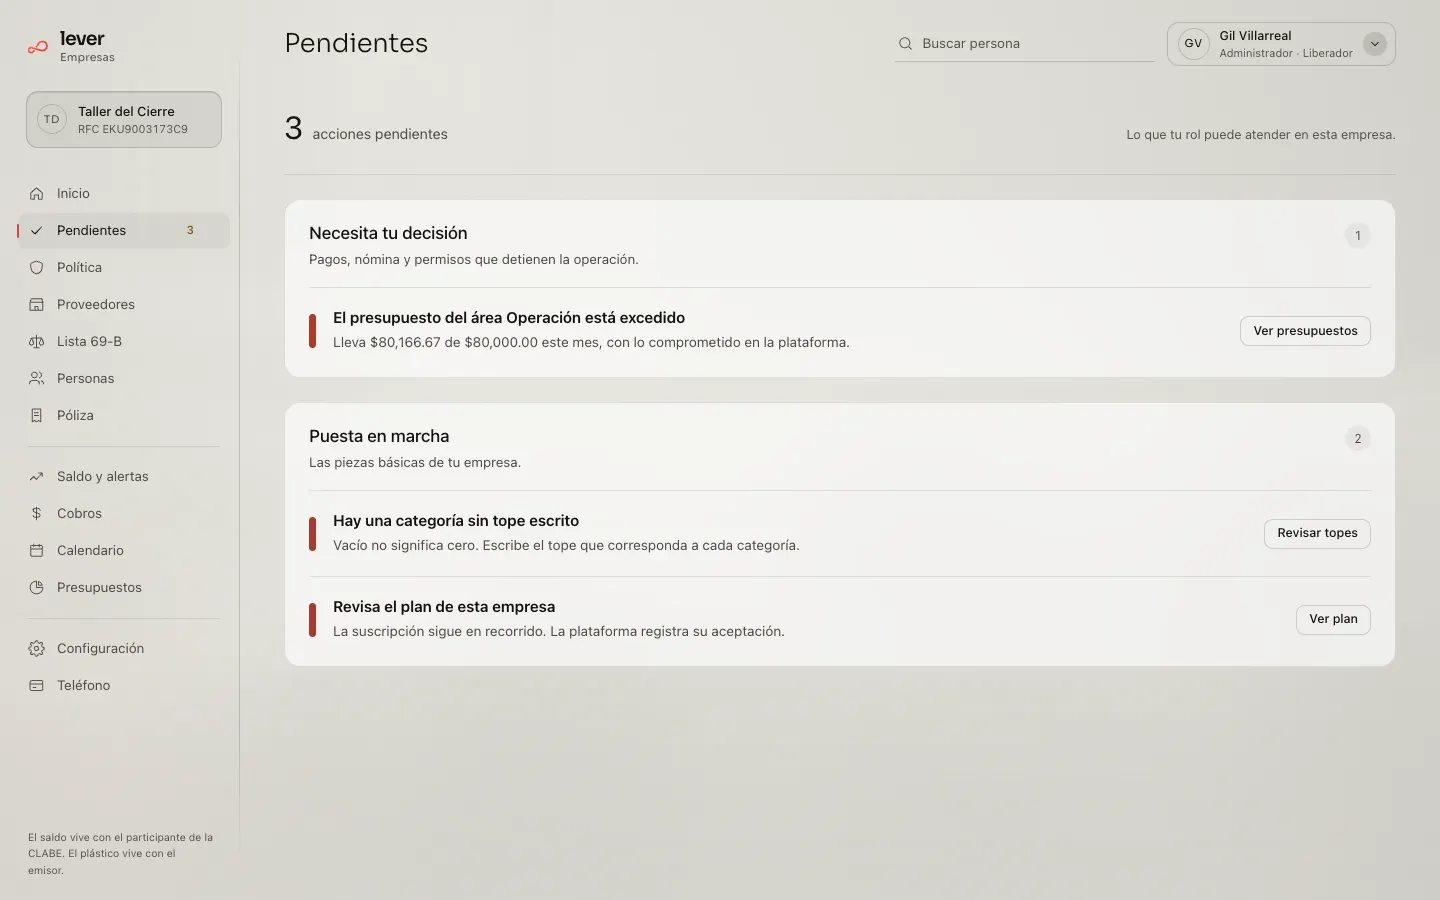 lever
Empresas
TD
Taller del Cierre
RFC EKU9003173C9
Inicio
Pendientes 3
Política
Proveedores
Lista 69-B
Personas
Póliza
Saldo y alertas
Cobros
Calendario
Presupuestos
Configuración
Teléfono
El saldo vive con el participante de la
CLABE. El plástico vive con el
emisor.
Pendientes
Buscar persona
GV
Gil Villarreal
Administrador · Liberador
3 acciones pendientes
Lo que tu rol puede atender en esta empresa.
Necesita tu decisión
1
Pagos, nómina y permisos que detienen la operación.
El presupuesto del área Operación está excedido
Lleva $80,166.67 de $80,000.00 este mes, con lo comprometido en la plataforma.
Ver presupuestos
Puesta en marcha
2
Las piezas básicas de tu empresa.
Hay una categoría sin tope escrito
Vacío no significa cero. Escribe el tope que corresponda a cada categoría.
Revisar topes
Revisa el plan de esta empresa
La suscripción sigue en recorrido. La plataforma registra su aceptación.
Ver plan